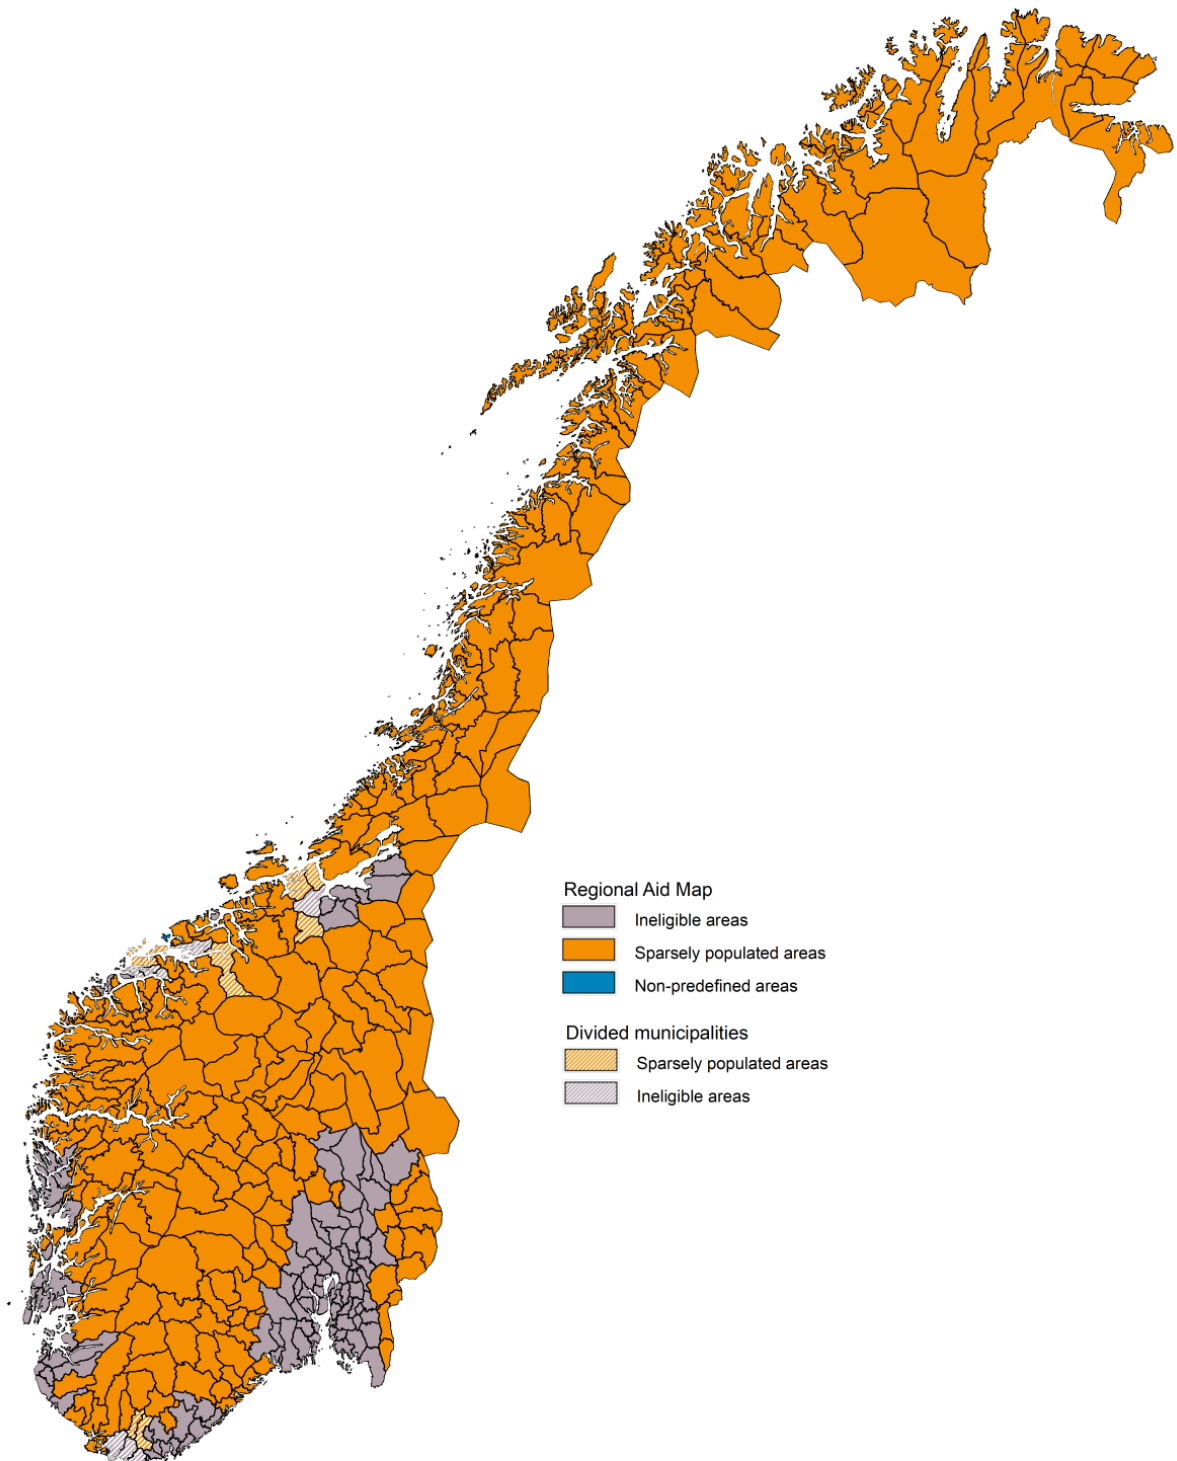 Regional Aid Map
Ineligible areas
Sparsely populated areas
Non-predefined areas
Divided municipalities
Sparsely populated areas
Ineligible areas